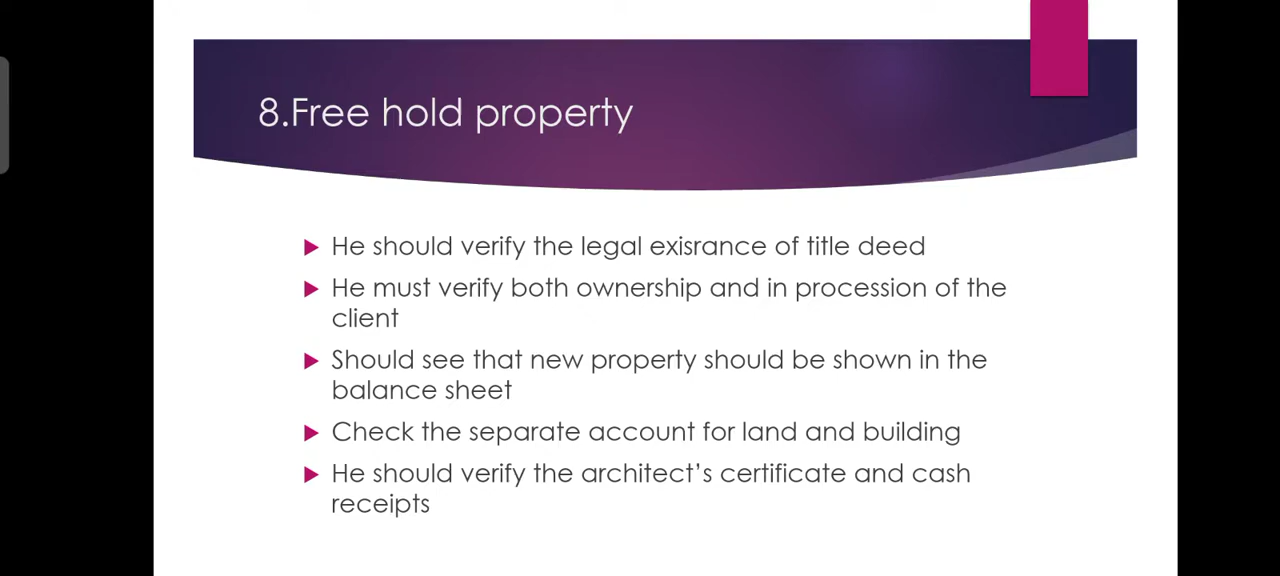 8.Free hold property
He should verify the legal exisrance of title deed
He must verify both ownership and in procession of the
client
Should see that new property should be shown in the
balance sheet
Check the separate account for land and building
He should verify the architect’s certificate and cash
receipts